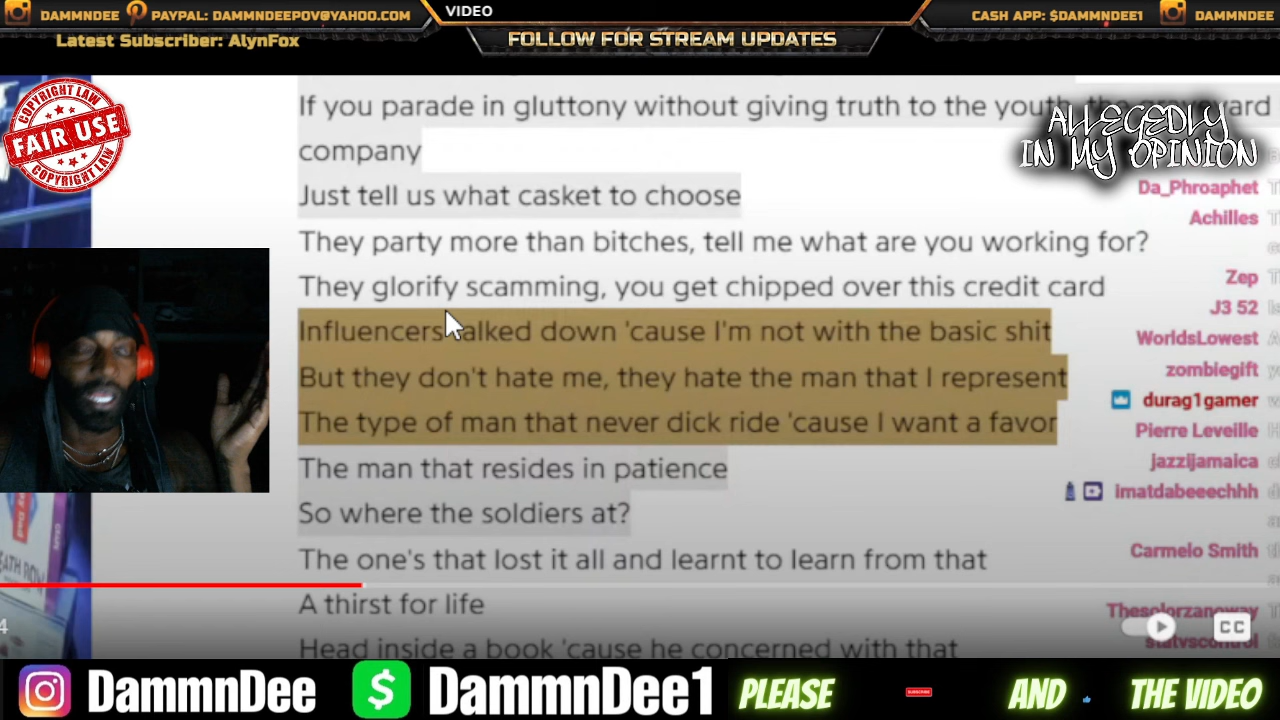 DAMMNDEE PAYPAL: DAMMNDEEPOV@YAHOO.COM VIDEO CASH APP: $DAMMNDEE1 DAMMNDEE
Latest Subscriber: AlynFox FOLLOW FOR STREAM UPDATES
COPYRIGHT LAW
FAIR USE
COPYRIGHT LAW
ALLEGEDLY
IN MY OPINION
If you parade in gluttony without giving truth to the youth
company
Just tell us what casket to choose
They party more than bitches, tell me what are you working for?
They glorify scamming, you get chipped over this credit card
Influencers talked down 'cause I'm not with the basic shit
But they don't hate me, they hate the man that I represent
The type of man that never dick ride 'cause I want a favor
The man that resides in patience
So where the soldiers at?
The one's that lost it all and learnt to learn from that
A thirst for life
Head inside a book 'cause he concerned with that
Da_Phroaphet
Achilles
Zep
J3 52
WorldsLowest
zombiegift
durag1gamer
Pierre Leveille
jazzijamaica
imatdabeeechhh
Carmelo Smith
Thesolorzanoway
statvscontrol
CC
DammnDee DammnDee1 PLEASE SUBSCRIBE AND THE VIDEO